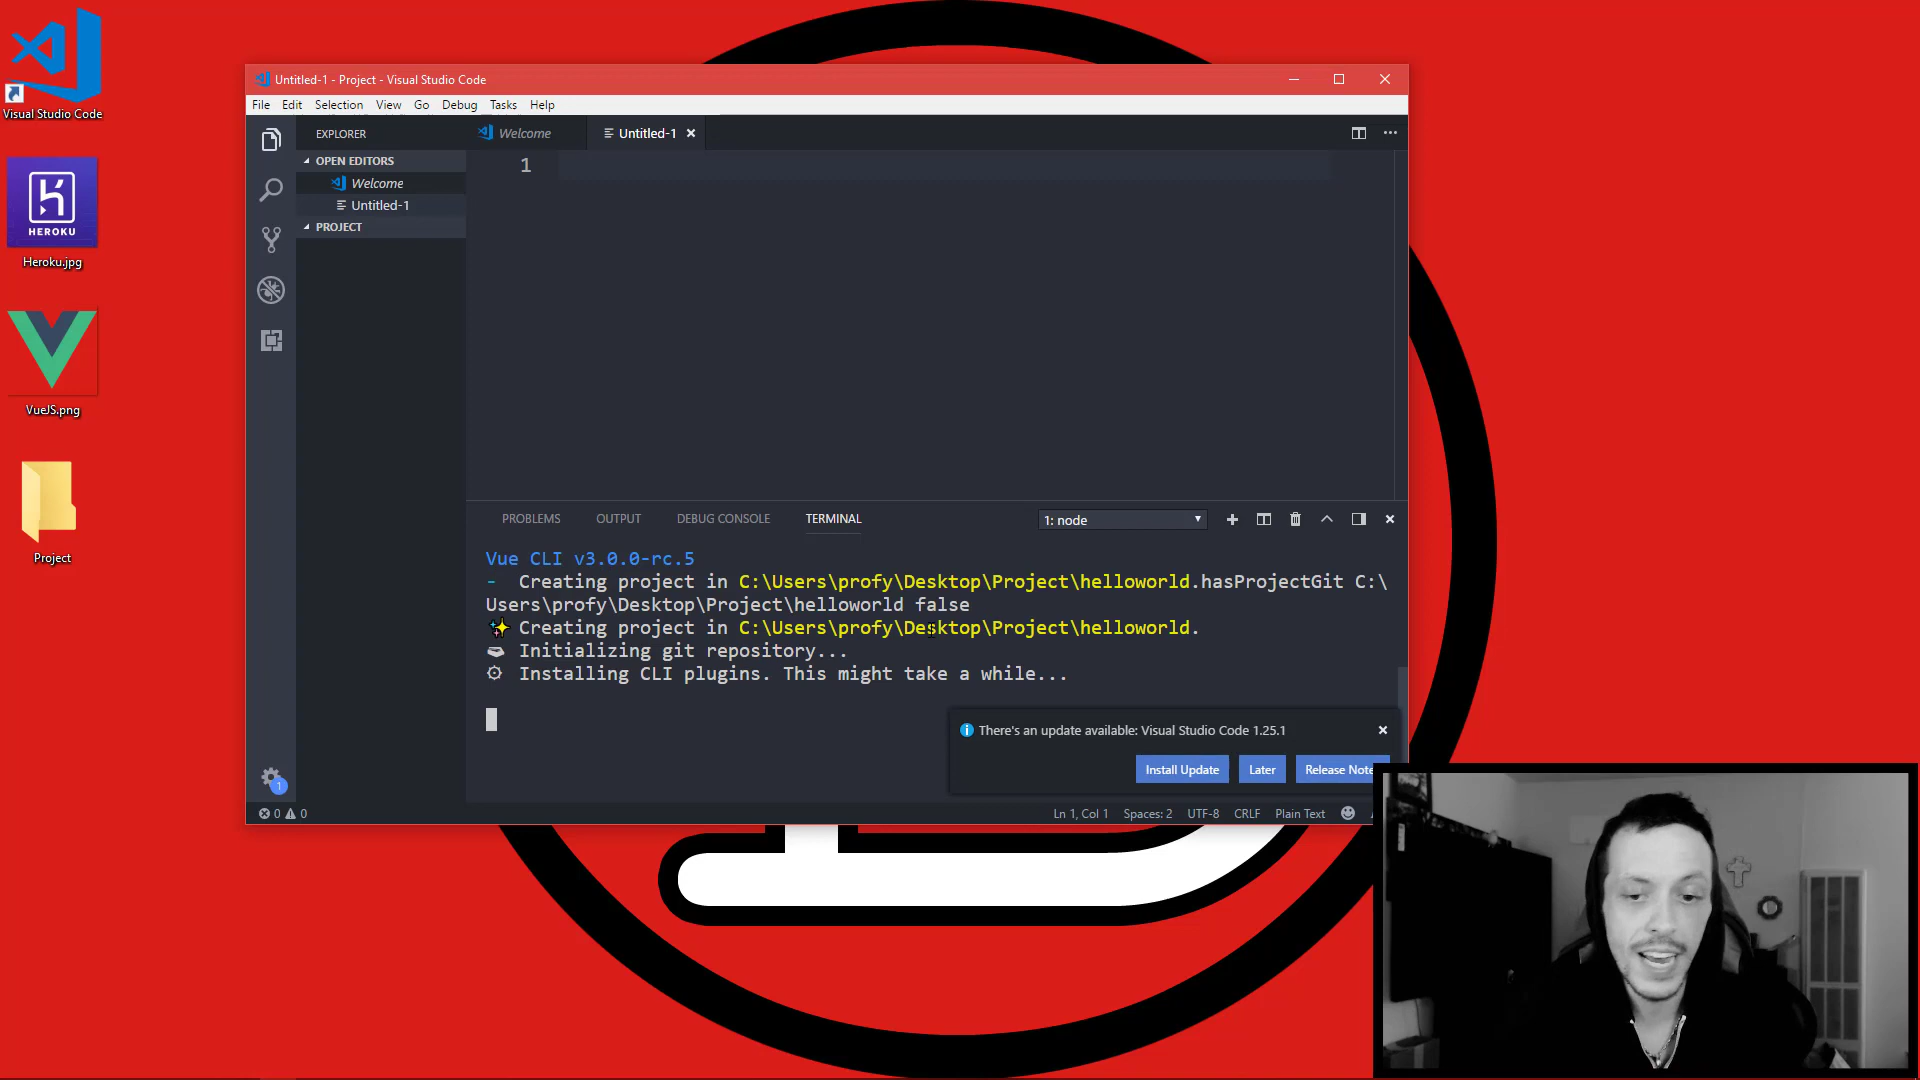 Visual Studio Code
HEROKU
Heroku.jpg
VueJS.png
Project
Untitled-1 - Project - Visual Studio Code
File Edit Selection View Go Debug Tasks Help
EXPLORER
OPEN EDITORS
Welcome
Untitled-1
PROJECT
Welcome
Untitled-1
1
PROBLEMS OUTPUT DEBUG CONSOLE TERMINAL
1: node
Vue CLI v3.0.0-rc.5
- Creating project in C:\Users\profy\Desktop\Project\helloworld.hasProjectGit C:\
Users\profy\Desktop\Project\helloworld false
✨ Creating project in C:\Users\profy\Desktop\Project\helloworld.
Initializing git repository...
Installing CLI plugins. This might take a while...
There's an update available: Visual Studio Code 1.25.1
Install Update Later Release Note
1
0 0
Ln 1, Col 1 Spaces: 2 UTF-8 CRLF Plain Text